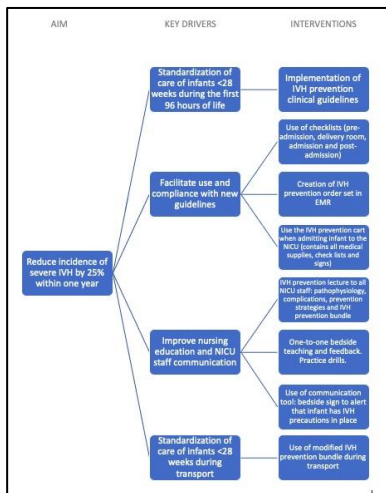 AIM
KEY DRIVERS
INTERVENTIONS
Reduce incidence of
severe IVH by 25%
within one year
Standardization of
care of infants <28
weeks during the first
96 hours of life
Implementation of
IVH prevention
clinical guidelines
Facilitate use and
compliance with new
guidelines
Use of checklists (pre-
admission, delivery room,
admission and post-
admission)
Creation of IVH
prevention order set in
EMR
Use the IVH prevention cart
when admitting infant to the
NICU (contains all medical
supplies, check lists and
signs)
Improve nursing
education and NICU
staff communication
IVH prevention lecture to all NICU
staff: pathophysiology,
complications, prevention
strategies and IVH
prevention bundle
One-to-one bedside
teaching and feedback.
Practice drills.
Use of communication
tool: bedside sign to alert
that infant has IVH
precautions in place
Standardization of
care of infants <28
weeks during
transport
Use of modified IVH
prevention bundle during
transport